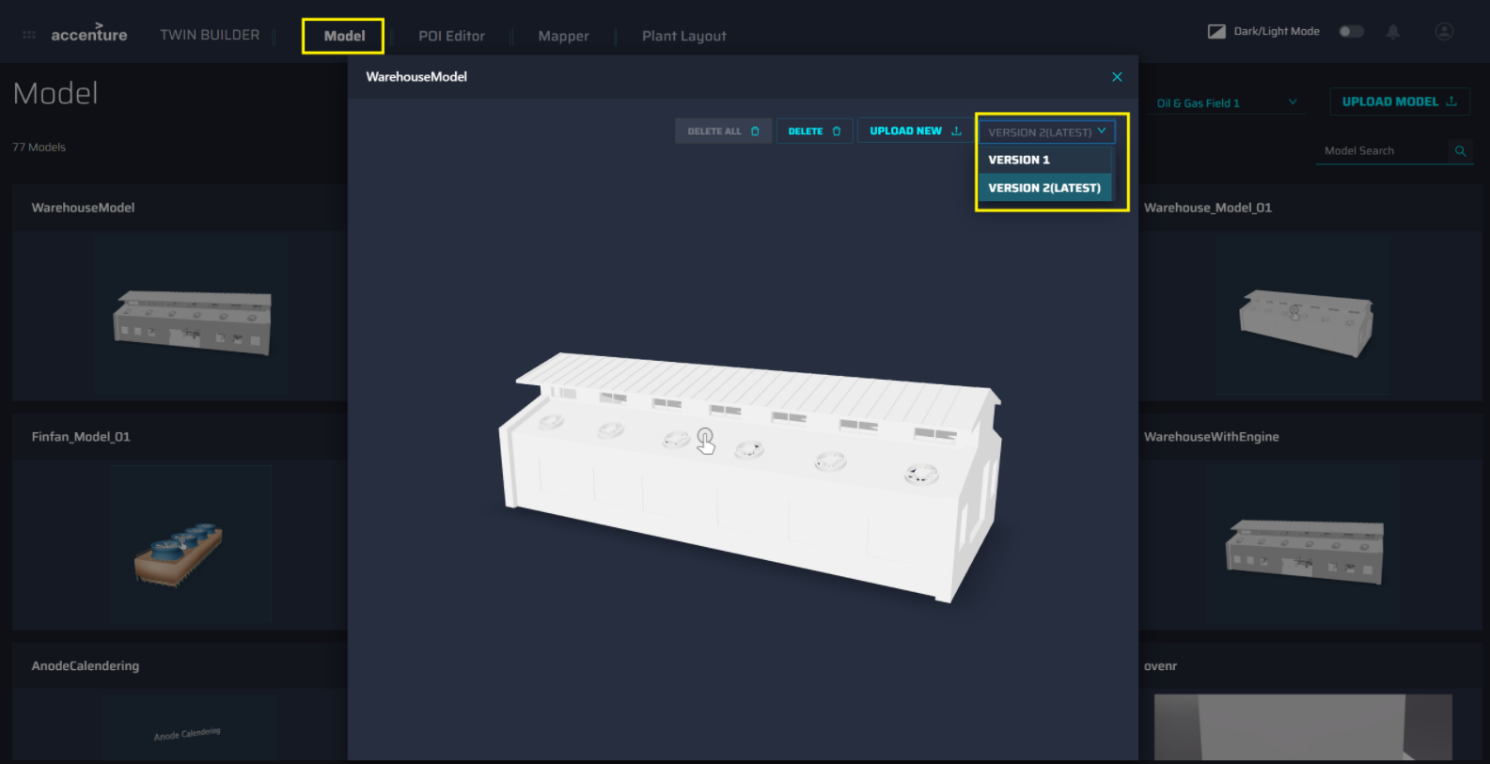 accenture
TWIN BUILDER
Model
POI Editor
Mapper
Plant Layout
Dark/Light Mode
WarehouseModel
Model
Oil & Gas Field 1
UPLOAD MODEL
DELETE ALL
DELETE
UPLOAD NEW
VERSION 2(LATEST)
VERSION 1
VERSION 2(LATEST)
77 Models
Model Search
WarehouseModel
Warehouse_Model_01
Finfan_Model_01
WarehouseWithEngine
AnodeCalendering
ovenr
Anode Calendering